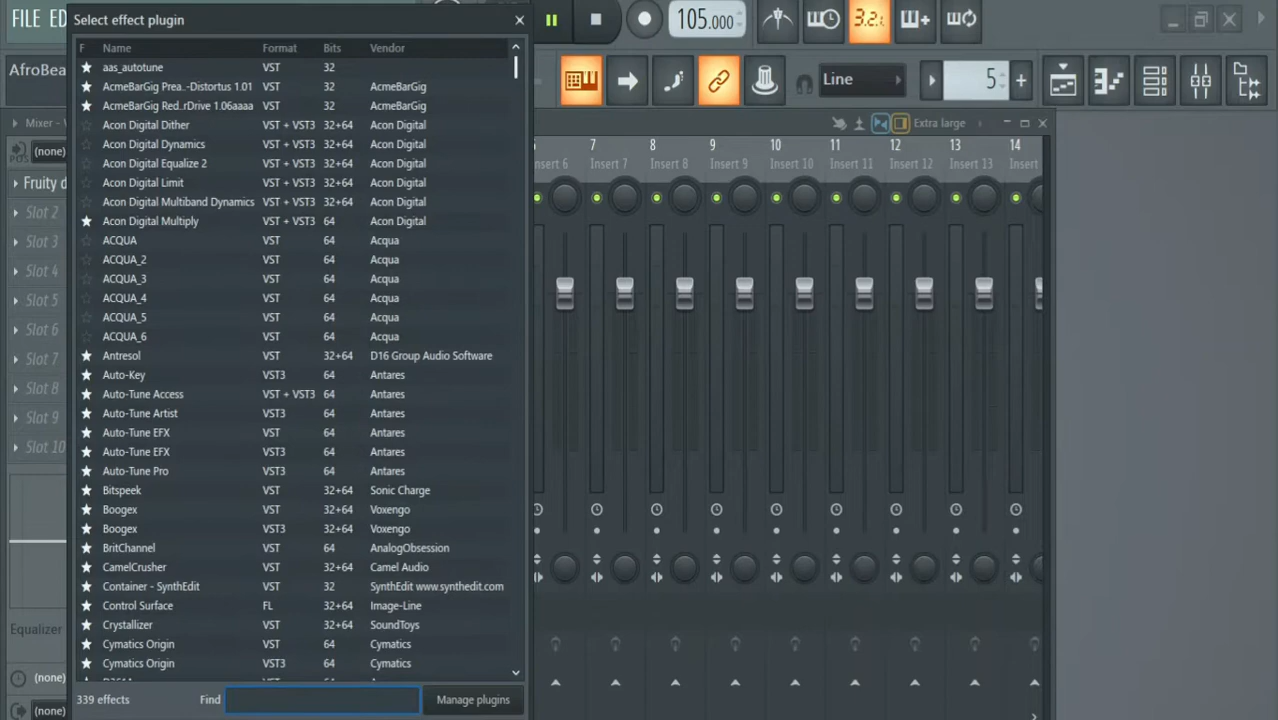 FILE ED
Select effect plugin
105.000
3.2.1
AfroBea
Line
5
F Name Format Bits Vendor
aas_autotune VST 32
AcmeBarGig Prea..-Distortus 1.01 VST 32 AcmeBarGig
AcmeBarGig Red..rDrive 1.06aaaa VST 32 AcmeBarGig
Acon Digital Dither VST + VST3 32+64 Acon Digital
Acon Digital Dynamics VST + VST3 32+64 Acon Digital
Acon Digital Equalize 2 VST + VST3 32+64 Acon Digital
Acon Digital Limit VST + VST3 32+64 Acon Digital
Acon Digital Multiband Dynamics VST + VST3 32+64 Acon Digital
Acon Digital Multiply VST + VST3 64 Acon Digital
ACQUA VST 64 Acqua
ACQUA_2 VST 64 Acqua
ACQUA_3 VST 64 Acqua
ACQUA_4 VST 64 Acqua
ACQUA_5 VST 64 Acqua
ACQUA_6 VST 64 Acqua
Antresol VST 32+64 D16 Group Audio Software
Auto-Key VST3 64 Antares
Auto-Tune Access VST + VST3 64 Antares
Auto-Tune Artist VST3 64 Antares
Auto-Tune EFX VST 64 Antares
Auto-Tune EFX VST3 64 Antares
Auto-Tune Pro VST3 64 Antares
Bitspeek VST 32+64 Sonic Charge
Boogex VST 64 Voxengo
Boogex VST3 64 Voxengo
BritChannel VST 64 AnalogObsession
CamelCrusher VST 32+64 Camel Audio
Container - SynthEdit VST 32 SynthEdit www.synthedit.com
Control Surface FL 32+64 Image-Line
Crystallizer VST 32+64 SoundToys
Cymatics Origin VST 64 Cymatics
Cymatics Origin VST3 64 Cymatics
339 effects Find Manage plugins
Mixer -
(none)
Fruity d
Slot 2
Slot 3
Slot 4
Slot 5
Slot 6
Slot 7
Slot 8
Slot 9
Slot 10
Equalizer
(none)
(none)
Extra large
7 8 9 10 11 12 13 14
Insert 6 Insert 7 Insert 8 Insert 9 Insert 10 Insert 11 Insert 12 Insert 13 Insert 14